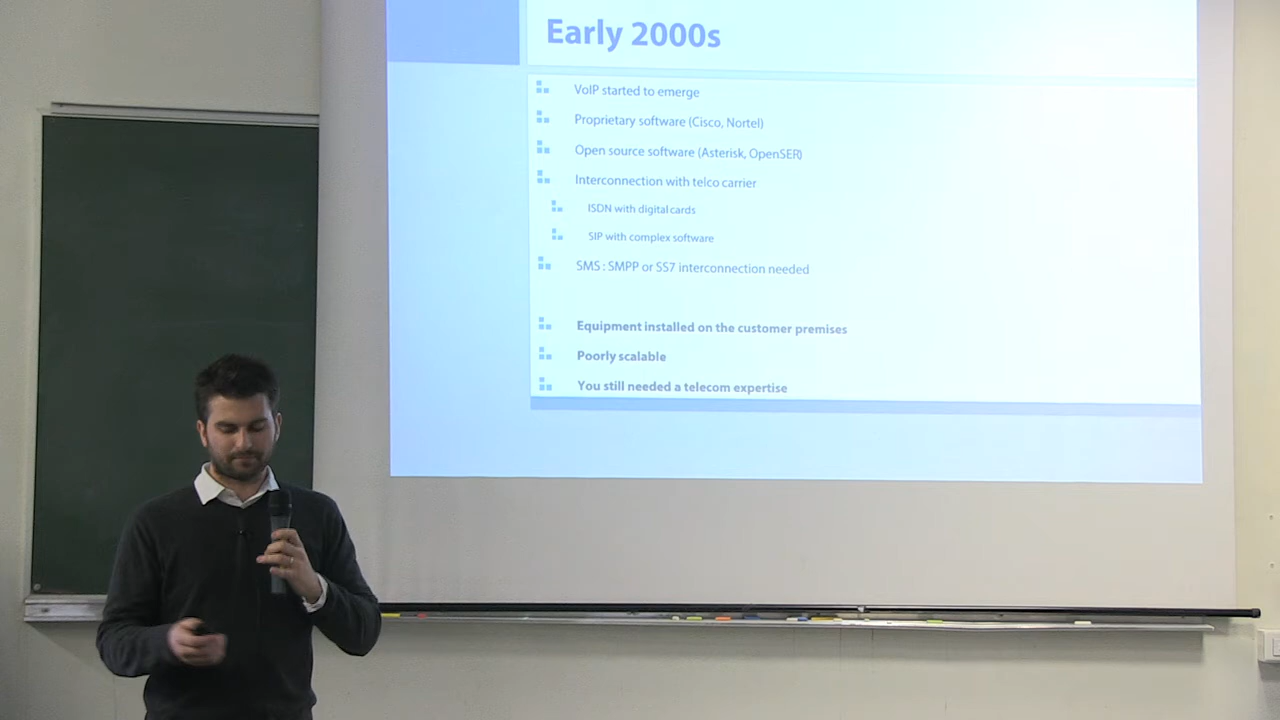 Early 2000s
VoIP started to emerge
Proprietary software (Cisco, Nortel)
Open source software (Asterisk, OpenSER)
Interconnection with telco carrier
ISDN with digital cards
SIP with complex software
SMS : SMPP or SS7 interconnection needed
Equipment installed on the customer premises
Poorly scalable
You still needed a telecom expertise